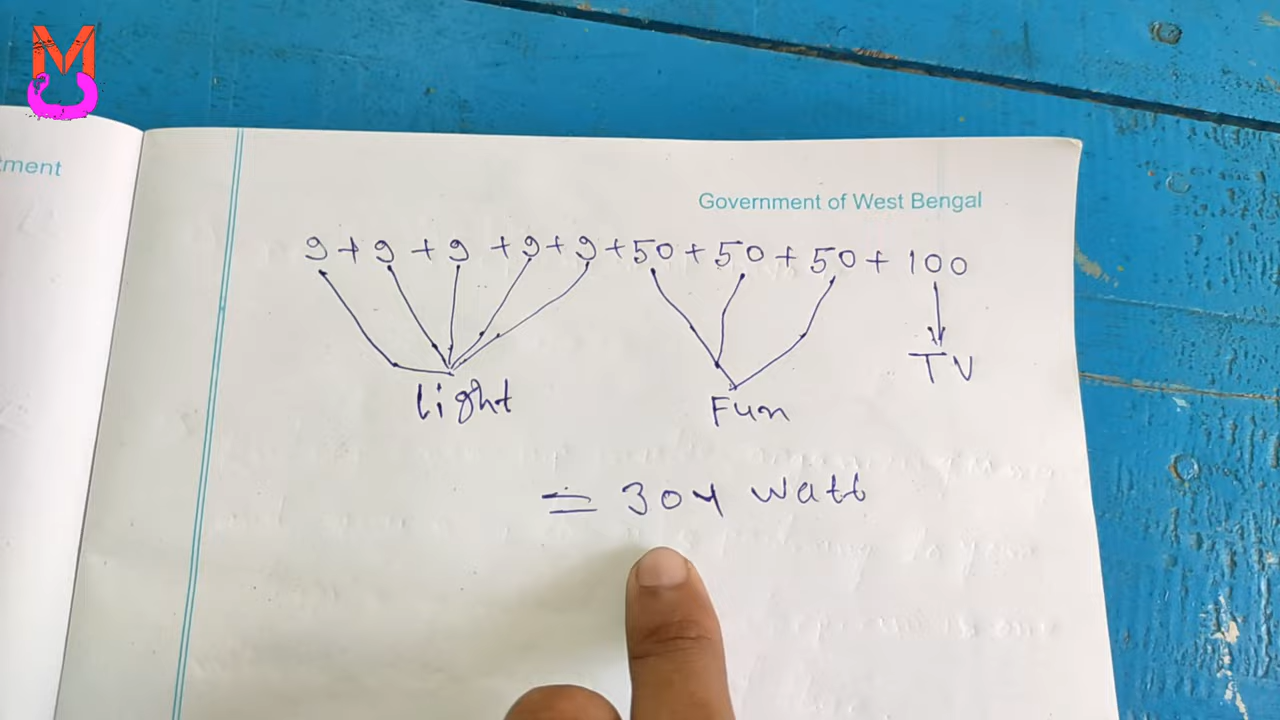 tment
Government of West Bengal
9 + 9 + 9 + 9 + 9 + 50 + 50 + 50 + 100
light Fun TV
= 304 Watt